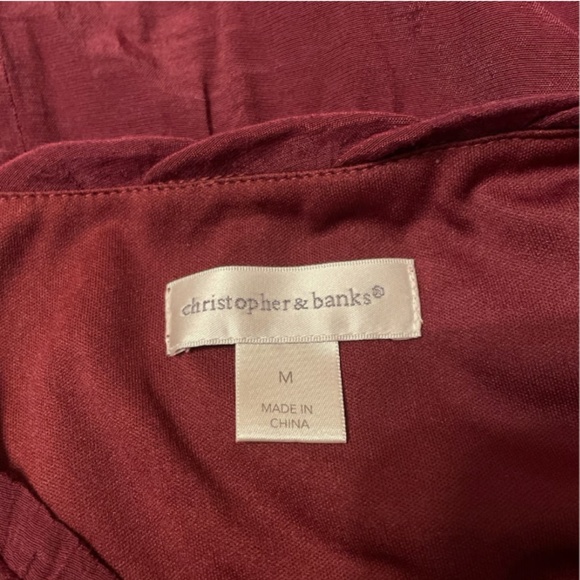 christopher & banks®
M
MADE IN
CHINA